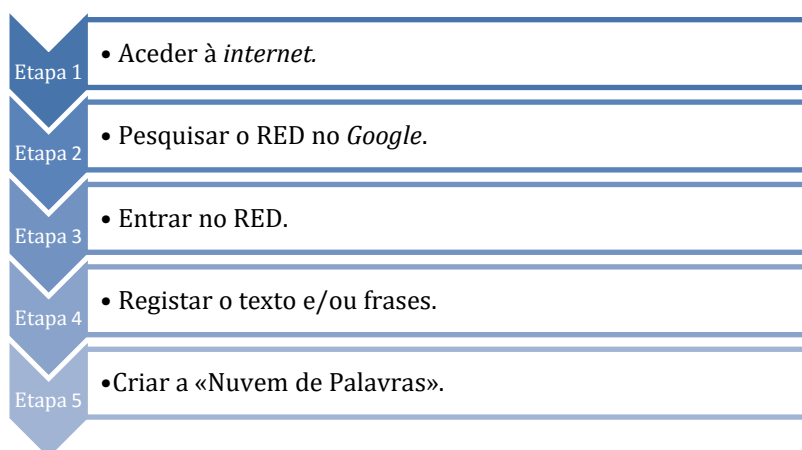 Etapa 1
• Aceder à internet.
Etapa 2
• Pesquisar o RED no Google.
Etapa 3
• Entrar no RED.
Etapa 4
• Registar o texto e/ou frases.
Etapa 5
•Criar a «Nuvem de Palavras».